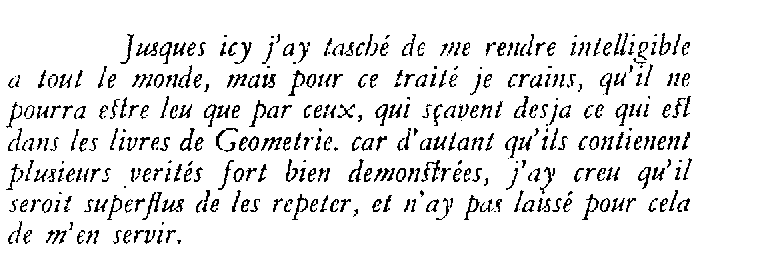 Jusques icy j'ay tasché de me rendre intelligible
a tout le monde, mais pour ce traité je crains, qu'il ne
pourra estre leu que par ceux, qui sçavent desja ce qui est
dans les livres de Geometrie. car d'autant qu'ils contienent
plusieurs verités fort bien demonstrées, j'ay creu qu'il
seroit superflus de les repeter, et n'ay pas laissé pour cela
de m'en servir.